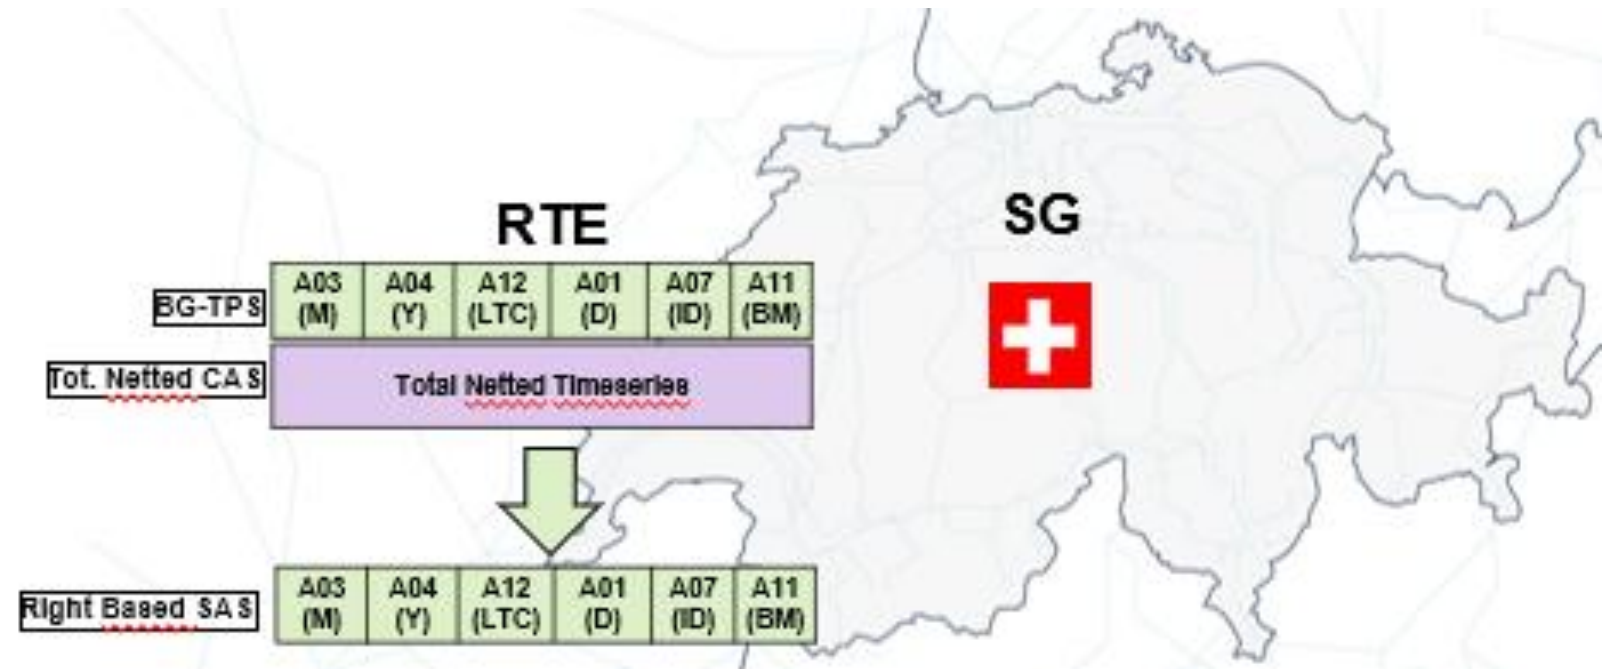 RTE
SG
BG-TPS
A03 A04 A12 A01 A07 A11
(M) (Y) (LTC) (D) (ID) (BM)
Tot. Netted CAS
Total Netted Timeseries
A03 A04 A12 A01 A07 A11
Right Based SAS
(M) (Y) (LTC) (D) (ID) (BM)